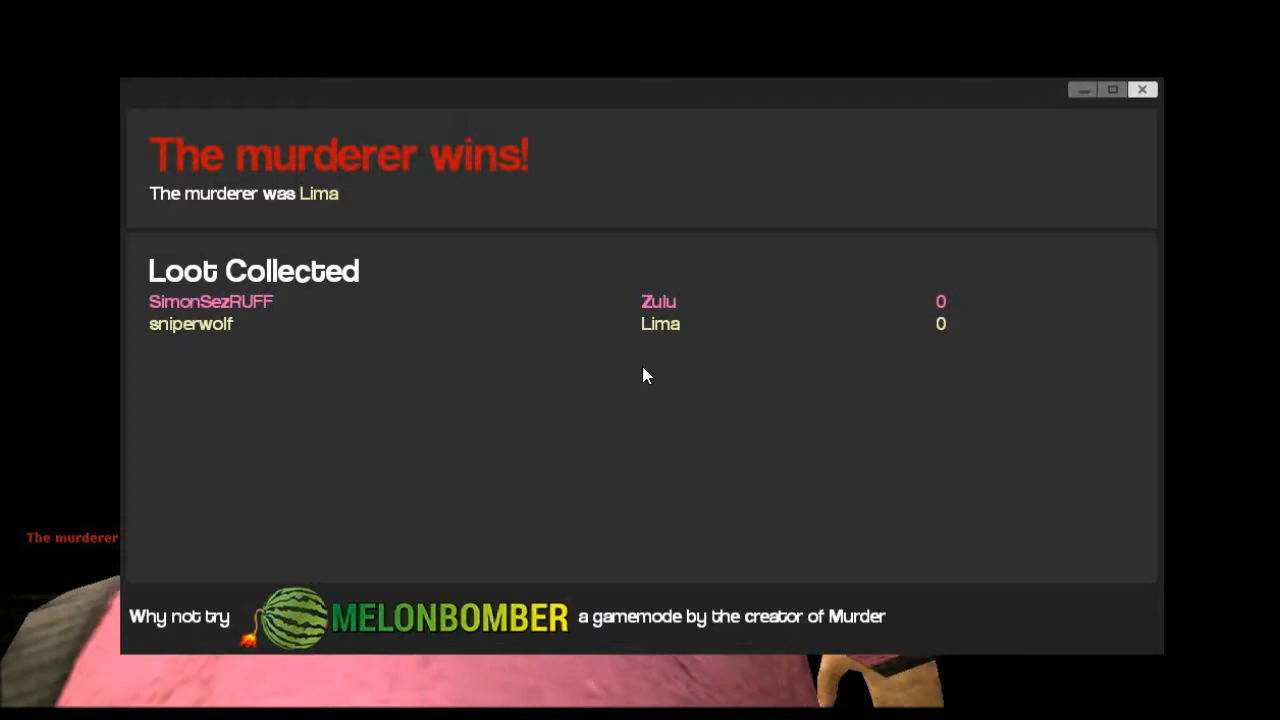 The murderer wins!
The murderer was Lima
Loot Collected
SimonSezRUFF Zulu 0
sniperwolf Lima 0
The murderer
Why not try MELONBOMBER a gamemode by the creator of Murder